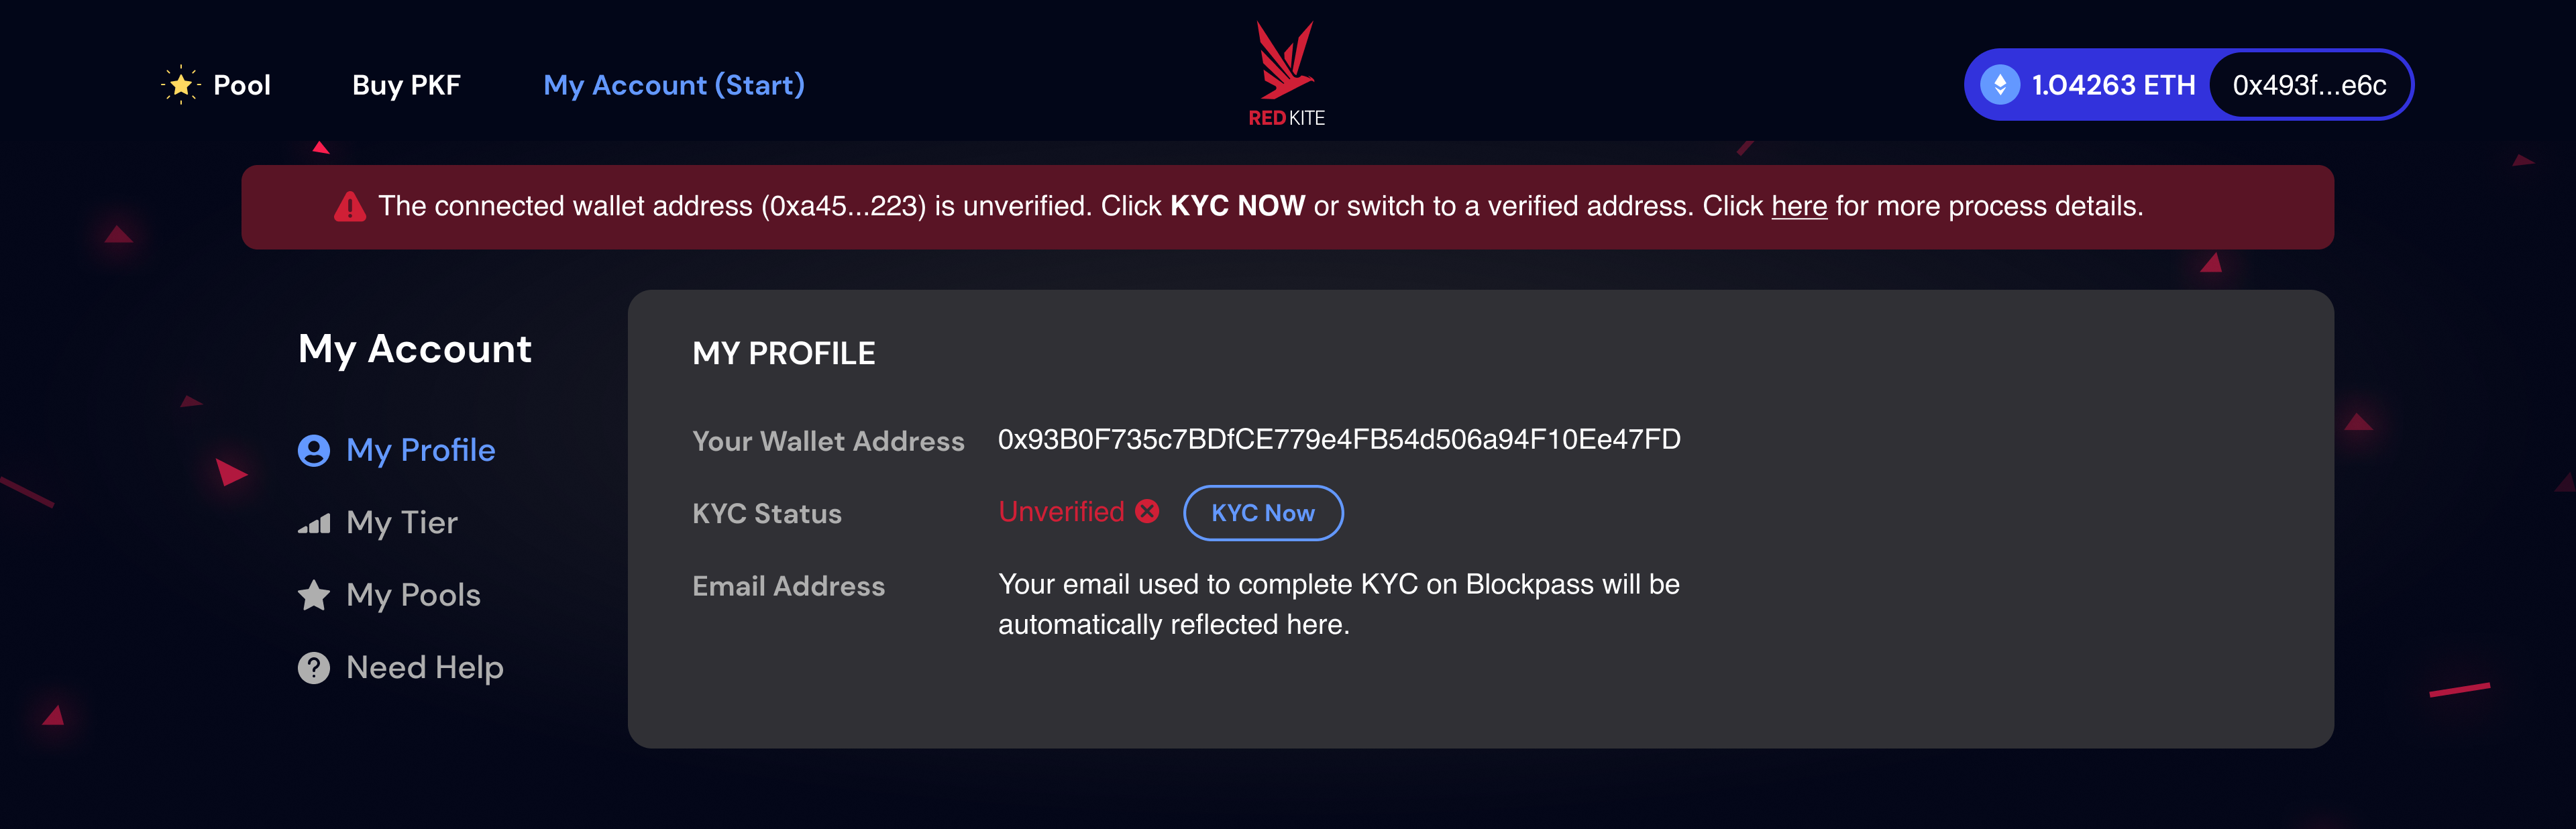 Pool
Buy PKF
My Account (Start)
RED KITE
1.04263 ETH
0x493f...e6c
The connected wallet address (0xa45...223) is unverified. Click KYC NOW or switch to a verified address. Click here for more process details.
My Account
My Profile
My Tier
My Pools
Need Help
MY PROFILE
Your Wallet Address 0x93B0F735c7BDfCE779e4FB54d506a94F10Ee47FD
KYC Status Unverified KYC Now
Email Address Your email used to complete KYC on Blockpass will be
automatically reflected here.